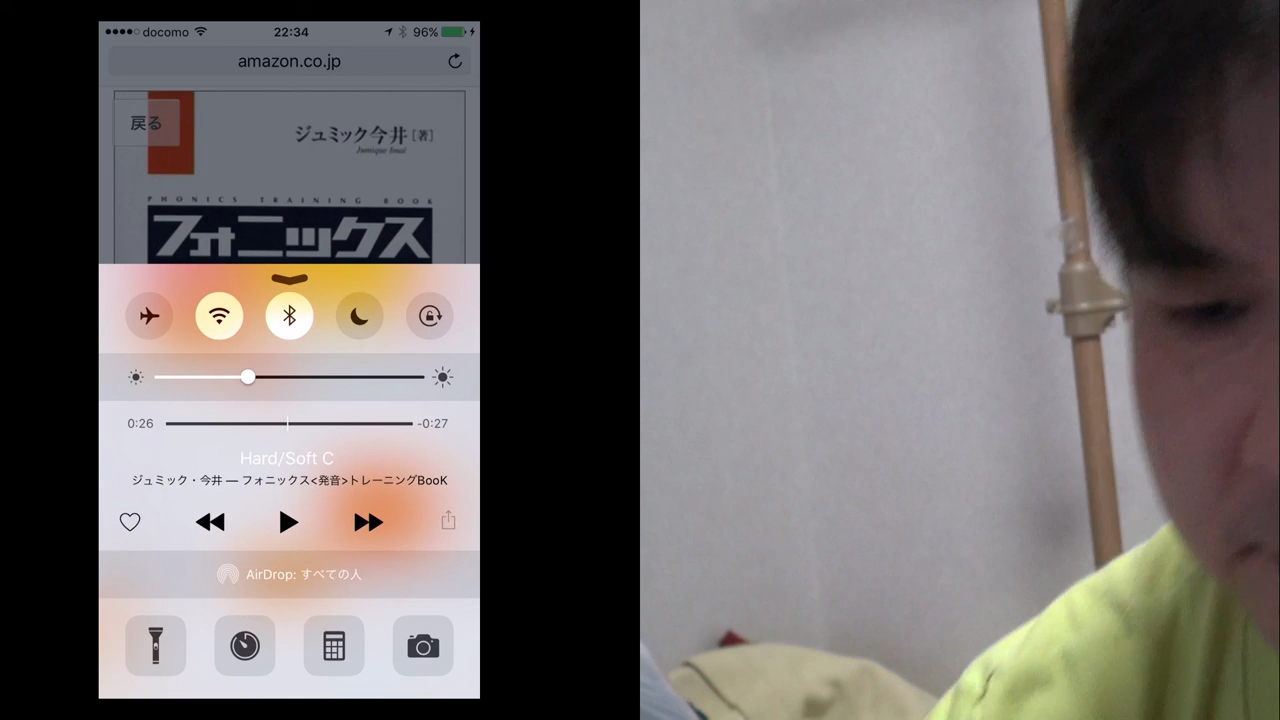 docomo 22:34 96%
amazon.co.jp
戻る
ジュミック今井[著]
Jumique Imai
PHONICS TRAINING BOOK
フォニックス
0:26 -0:27
Hard/Soft C
ジュミック・今井 — フォニックス<発音>トレーニングBooK
AirDrop: すべての人